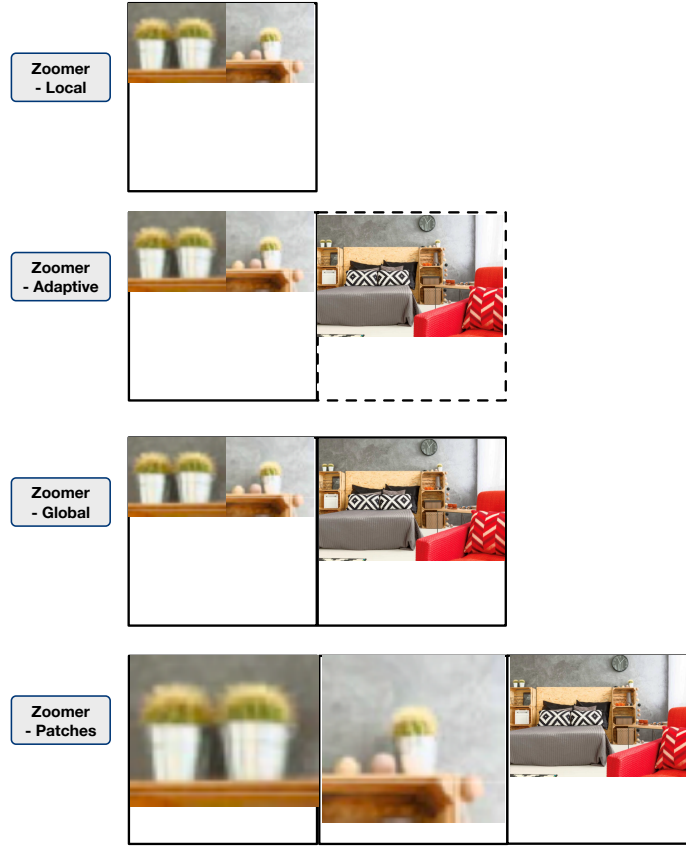 Zoomer
- Local
Zoomer
- Adaptive
Zoomer
- Global
Zoomer
- Patches